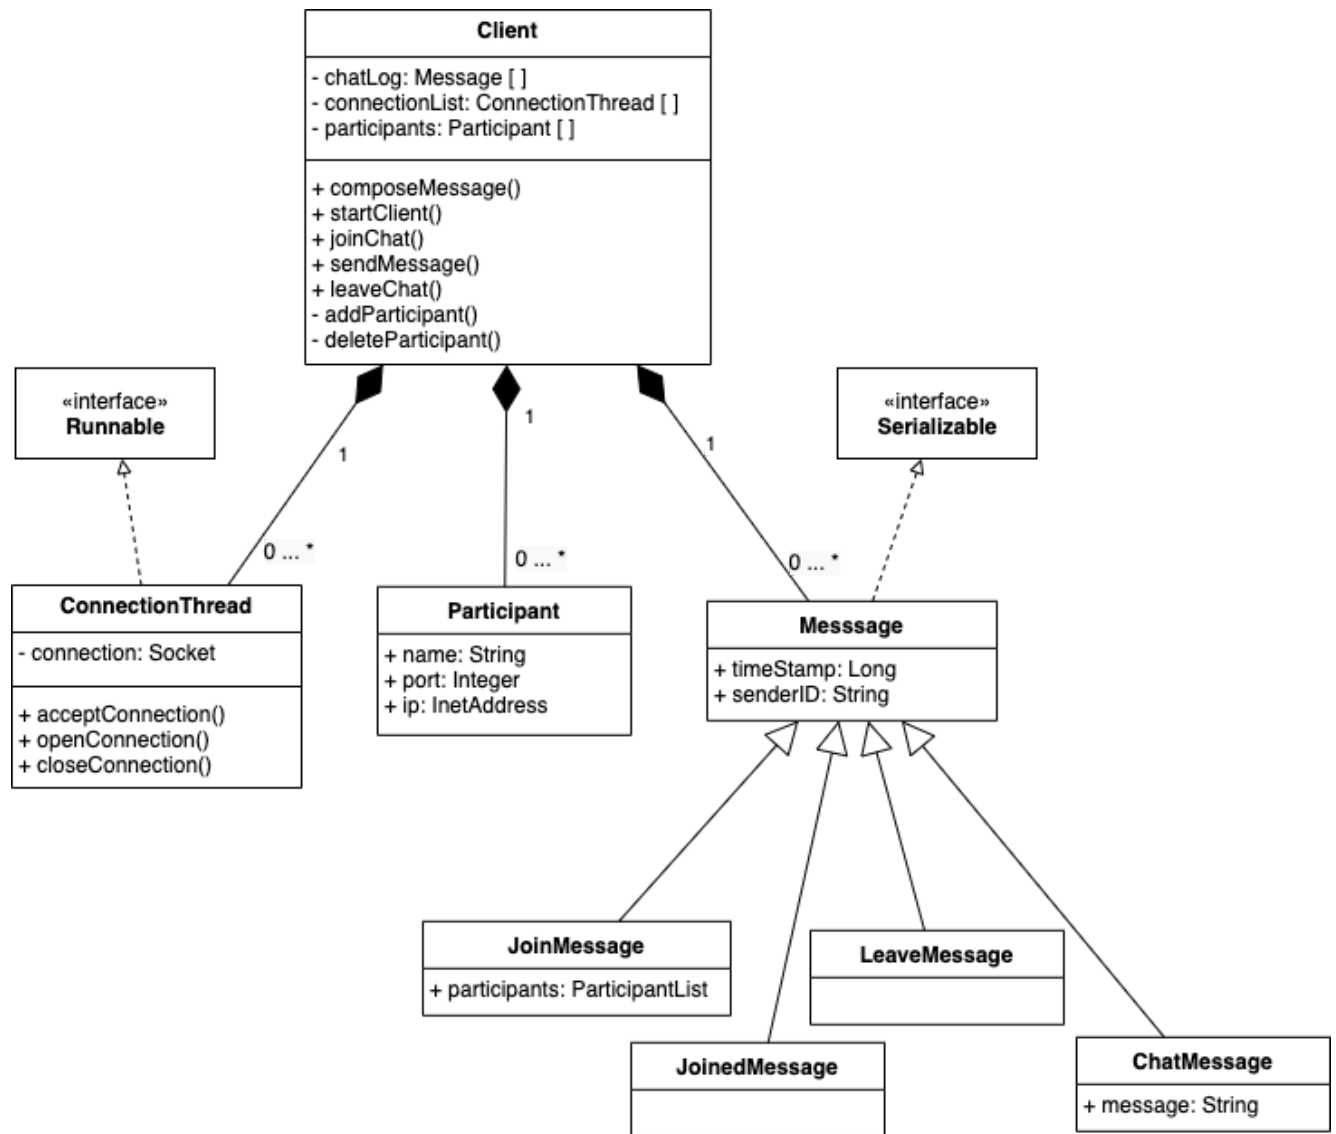 Client
- chatLog: Message [ ]
- connectionList: ConnectionThread [ ]
- participants: Participant [ ]
+ composeMessage()
+ startClient()
+ joinChat()
+ sendMessage()
+ leaveChat()
- addParticipant()
- deleteParticipant()
«interface»
Runnable
«interface»
Serializable
1
1
1
0 ... *
0 ... *
0 ... *
ConnectionThread
- connection: Socket
+ acceptConnection()
+ openConnection()
+ closeConnection()
Participant
+ name: String
+ port: Integer
+ ip: InetAddress
Messsage
+ timeStamp: Long
+ senderID: String
JoinMessage
+ participants: ParticipantList
LeaveMessage
JoinedMessage
ChatMessage
+ message: String